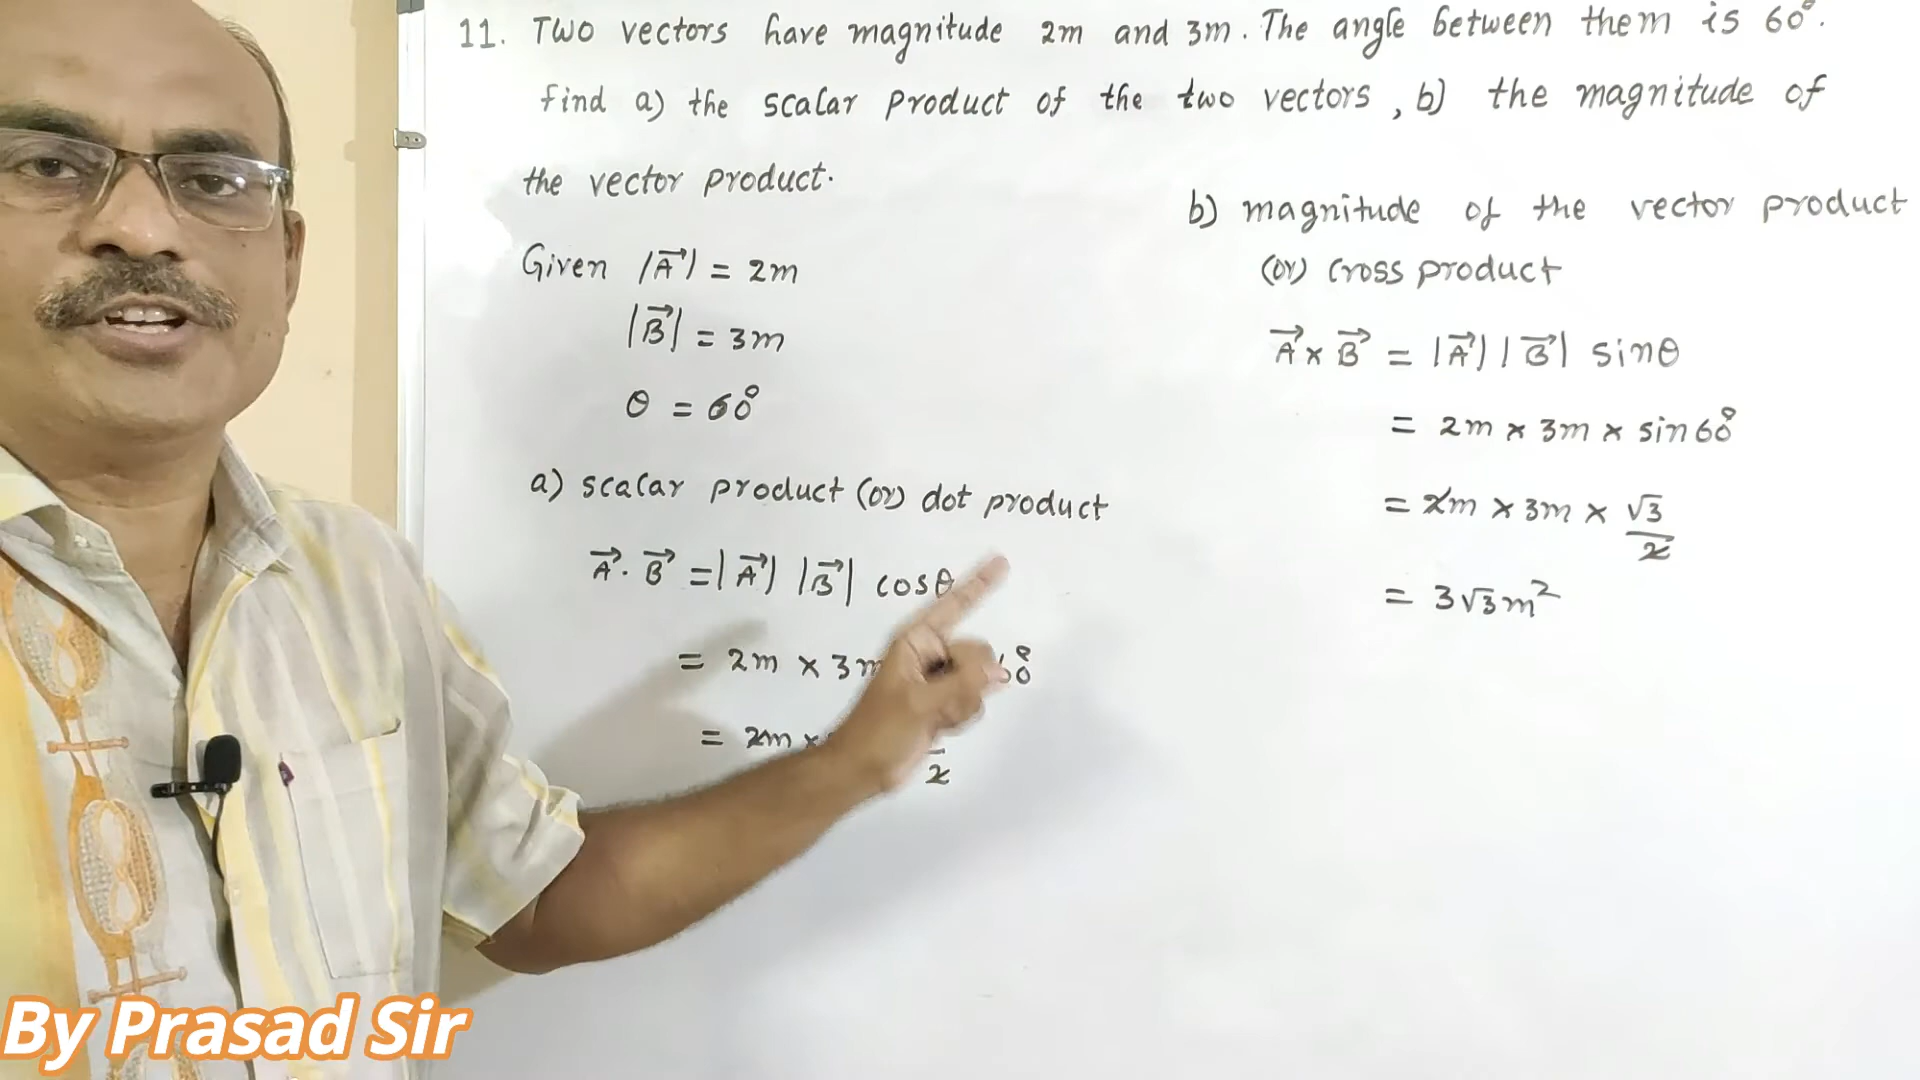 11. Two vectors have magnitude 2m and 3m. The angle between them is 60°.
find a) the scalar product of the two vectors, b) the magnitude of
the vector product.
Given |A⃗| = 2m
|B⃗| = 3m
θ = 60°
a) scalar product (or) dot product
A⃗ · B⃗ = |A⃗| |B⃗| cosθ
= 2m × 3m 60°
= 2m × 2
b) magnitude of the vector product
(or) cross product
A⃗ × B⃗ = |A⃗| |B⃗| sinθ
= 2m × 3m × sin60°
= 2m × 3m × √3/2
= 3√3m²
By Prasad Sir